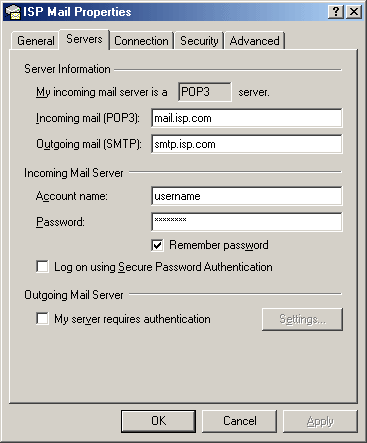 ISP Mail Properties
General Servers Connection Security Advanced
Server Information
My incoming mail server is a POP3 server.
Incoming mail (POP3): mail.isp.com
Outgoing mail (SMTP): smtp.isp.com
Incoming Mail Server
Account name: username
Password: ××××××××
Remember password
Log on using Secure Password Authentication
Outgoing Mail Server
My server requires authentication Settings...
OK Cancel Apply